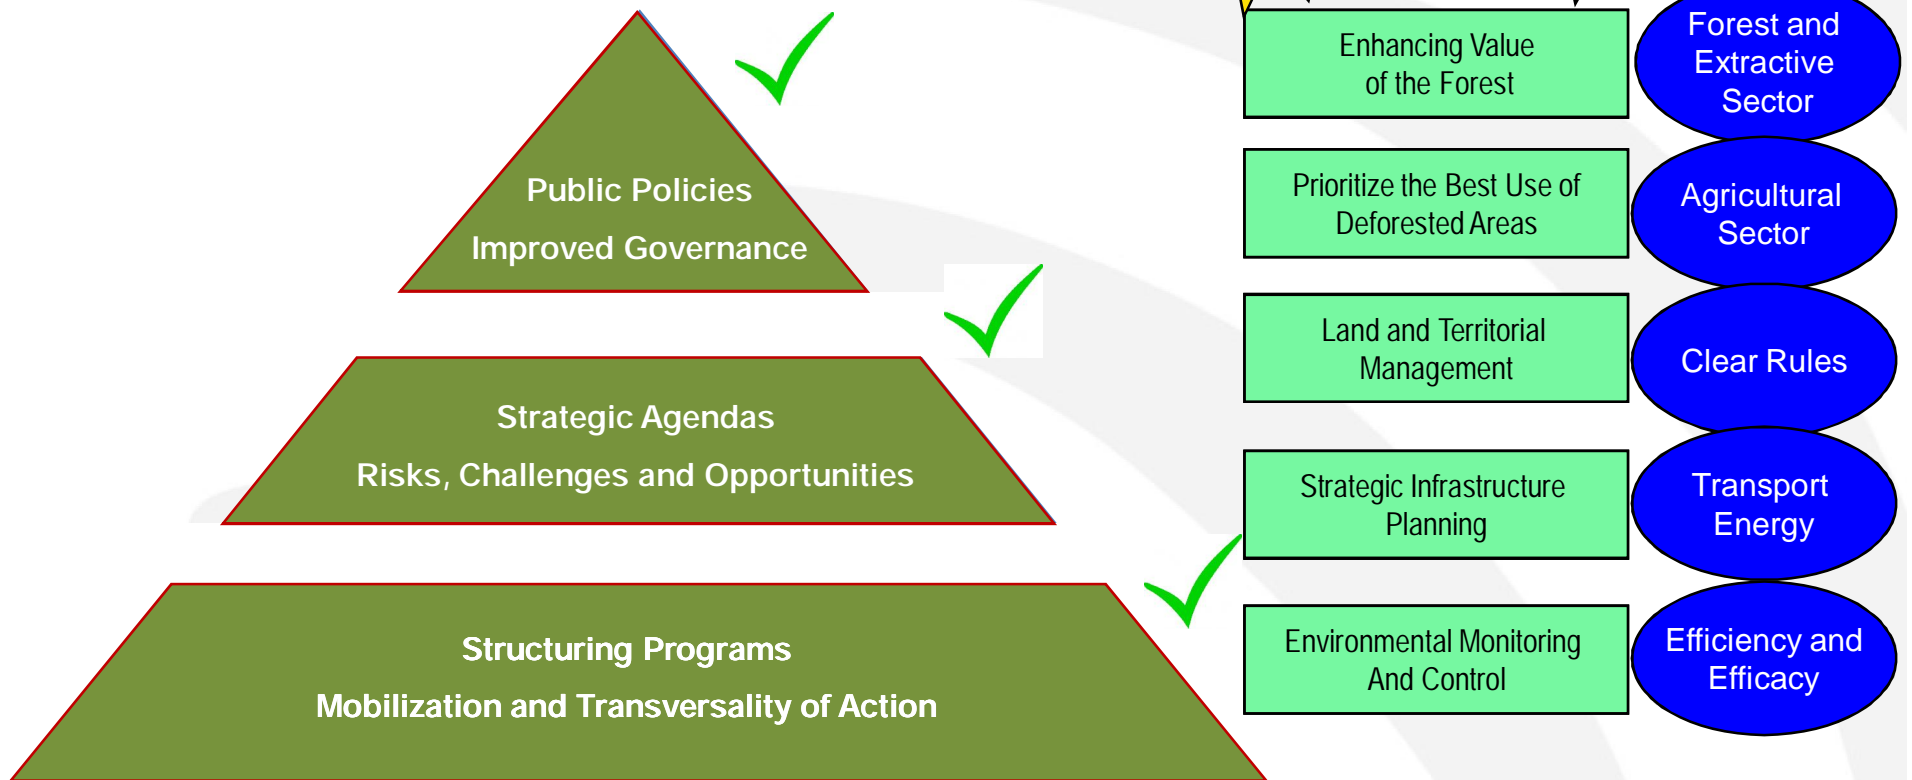 Public Policies
Improved Governance
Strategic Agendas
Risks, Challenges and Opportunities
Structuring Programs
Mobilization and Transversality of Action
Enhancing Value
of the Forest
Forest and
Extractive
Sector
Prioritize the Best Use of
Deforested Areas
Agricultural
Sector
Land and Territorial
Management
Clear Rules
Strategic Infrastructure
Planning
Transport
Energy
Environmental Monitoring
And Control
Efficiency and
Efficacy